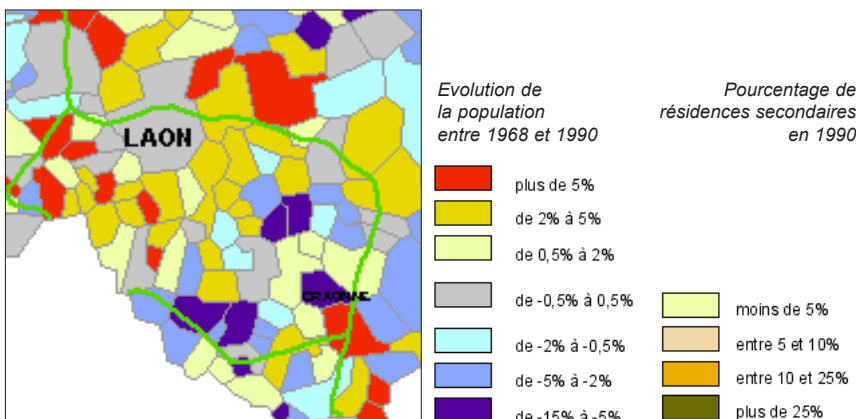 LAON
CRAONNE
Evolution de
la population
entre 1968 et 1990
plus de 5%
de 2% à 5%
de 0,5% à 2%
de -0,5% à 0,5%
de -2% à -0,5%
de -5% à -2%
de -15% à -5%
Pourcentage de
résidences secondaires
en 1990
moins de 5%
entre 5 et 10%
entre 10 et 25%
plus de 25%